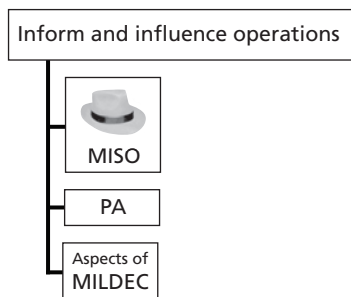 Inform and influence operations
MISO
PA
Aspects of
MILDEC